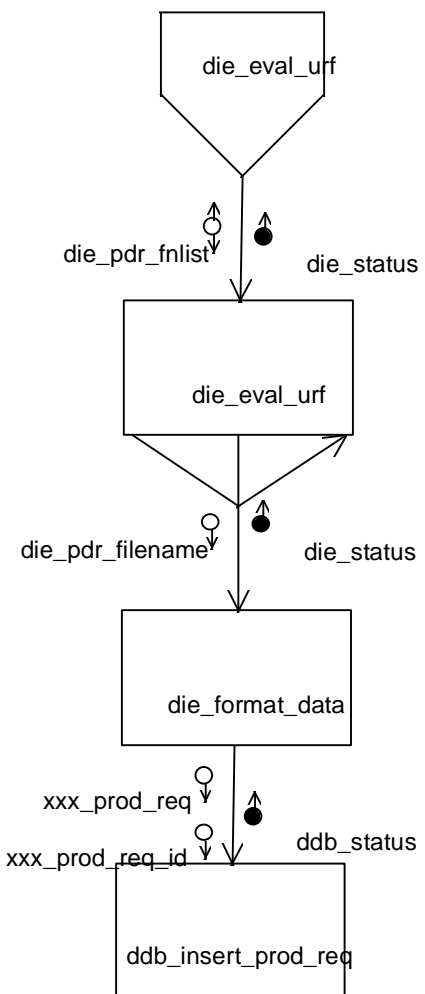 die_eval_urf
die_pdr_fnlist
die_status
die_eval_urf
die_pdr_filename
die_status
die_format_data
xxx_prod_req
ddb_status
xxx_prod_req_id
ddb_insert_prod_req